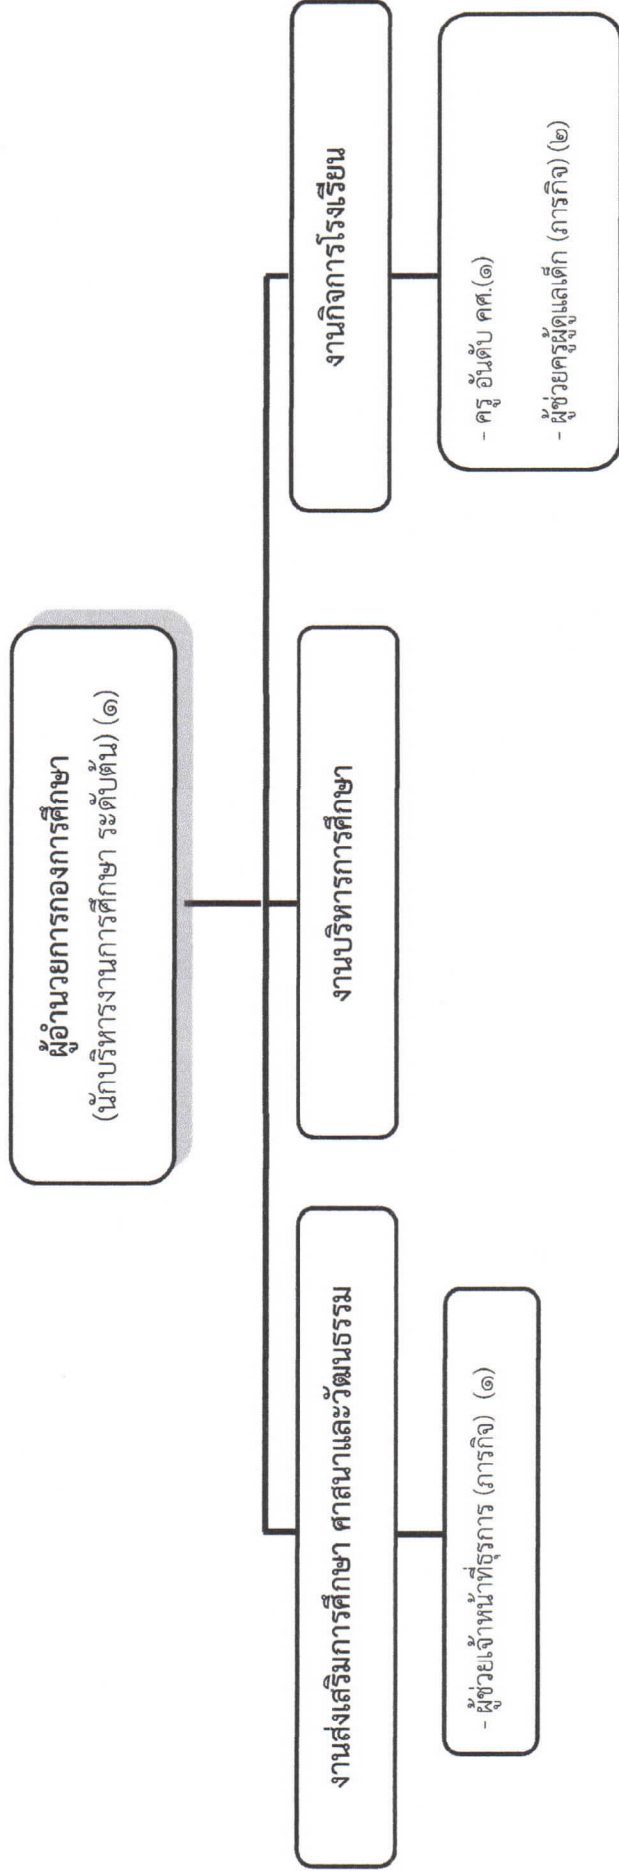 ผู้อำนวยการกองการศึกษา
(นักบริหารงานการศึกษา ระดับต้น) (๑)
งานส่งเสริมการศึกษา ศาสนาและวัฒนธรรม
งานบริหารการศึกษา
งานกิจการโรงเรียน
- ผู้ช่วยเจ้าหน้าที่ธุรการ (ภารกิจ) (๑)
- ครู อันดับ คศ.(๑)
- ผู้ช่วยครูผู้ดูแลเด็ก (ภารกิจ) (๒)